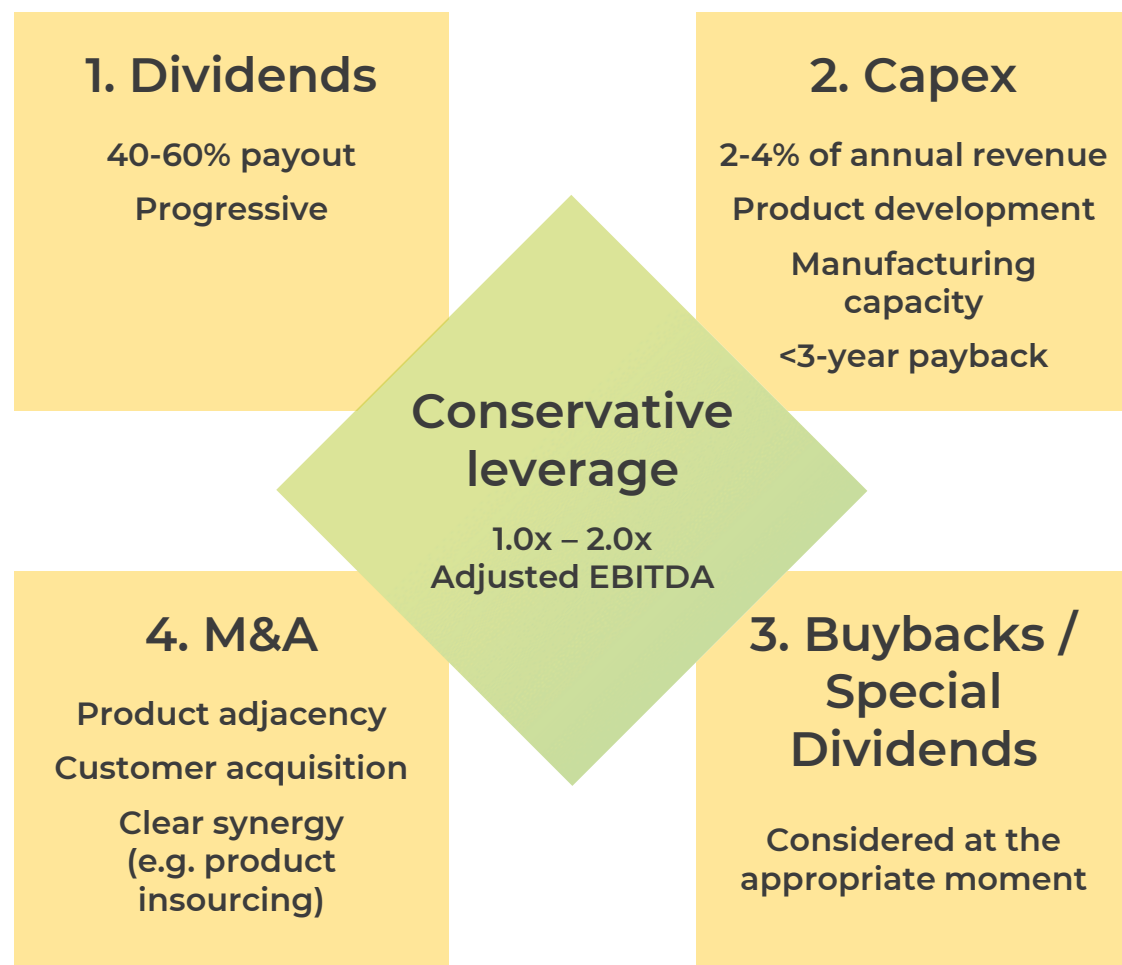 1. Dividends
40-60% payout
Progressive
2. Capex
2-4% of annual revenue
Product development
Manufacturing
capacity
<3-year payback
Conservative
leverage
1.0x – 2.0x
Adjusted EBITDA
4. M&A
Product adjacency
Customer acquisition
Clear synergy
(e.g. product
insourcing)
3. Buybacks /
Special
Dividends
Considered at the
appropriate moment